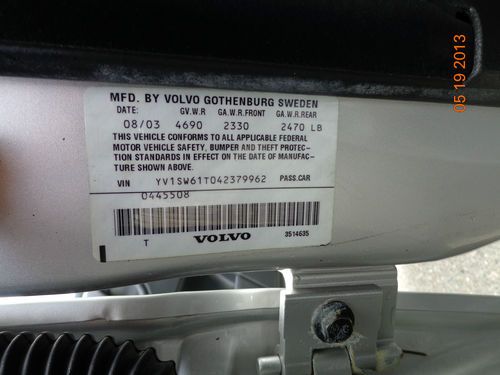 MFD. BY VOLVO GOTHENBURG SWEDEN
DATE: GV.W.R GA.W.R.FRONT GA.W.R.REAR
08/03 4690 2330 2470 LB
THIS VEHICLE CONFORMS TO ALL APPLICABLE FEDERAL
MOTOR VEHICLE SAFETY, BUMPER AND THEFT PROTEC-
TION STANDARDS IN EFFECT ON THE DATE OF MANUFAC-
TURE SHOWN ABOVE.
VIN YV1SW61T042379962 PASS.CAR
0445508
T VOLVO 3514635
05 19 2013